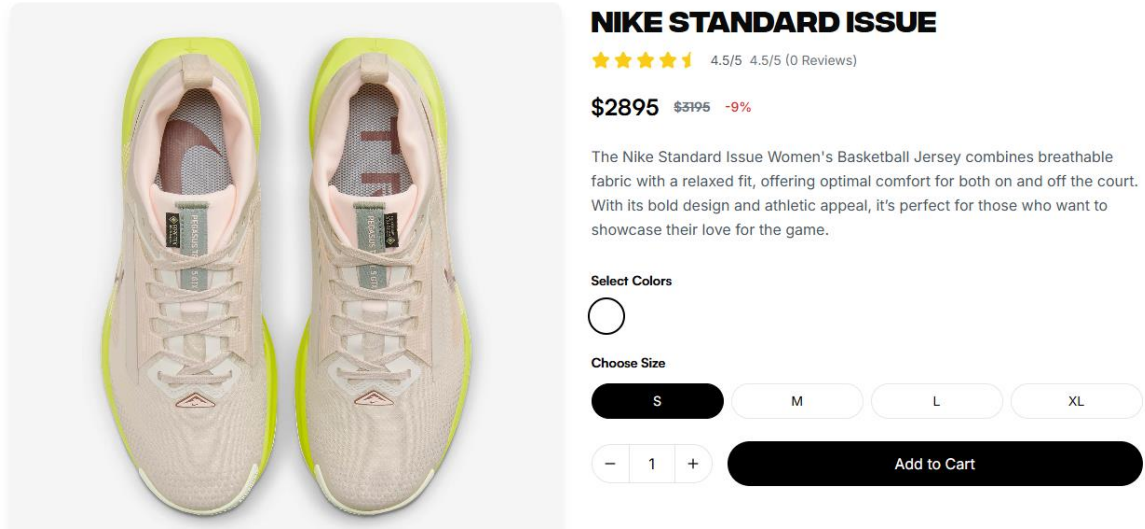 NIKE STANDARD ISSUE
4.5/5 4.5/5 (0 Reviews)
$2895 $3195 -9%
The Nike Standard Issue Women's Basketball Jersey combines breathable
fabric with a relaxed fit, offering optimal comfort for both on and off the court.
With its bold design and athletic appeal, it's perfect for those who want to
showcase their love for the game.
Select Colors
Choose Size
S M L XL
− 1 + Add to Cart
TR
PEGASUS